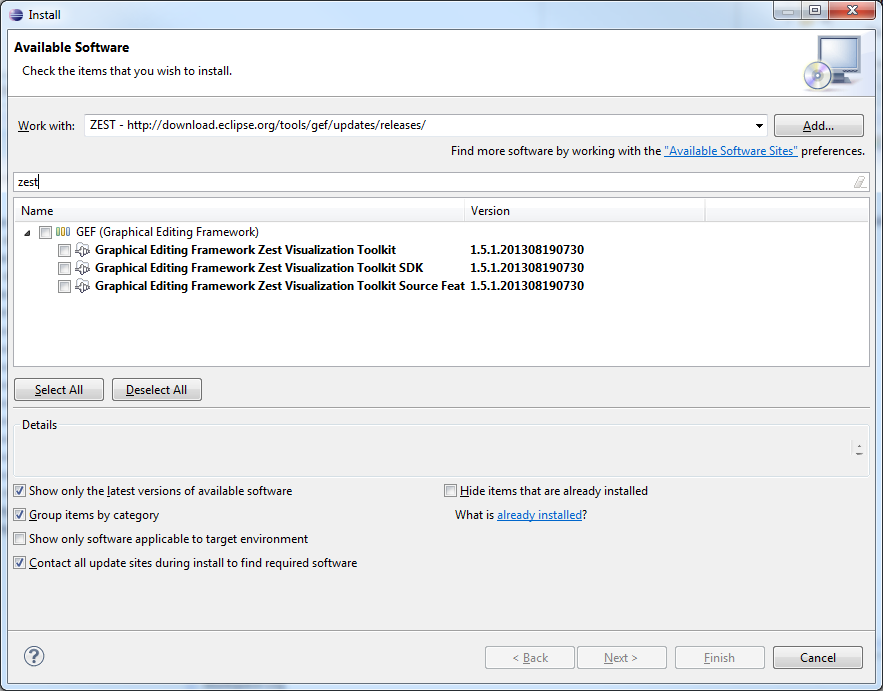 Install
Available Software
Check the items that you wish to install.
Work with: ZEST - http://download.eclipse.org/tools/gef/updates/releases/ Add...
Find more software by working with the "Available Software Sites" preferences.
zest
Name Version
GEF (Graphical Editing Framework)
Graphical Editing Framework Zest Visualization Toolkit 1.5.1.201308190730
Graphical Editing Framework Zest Visualization Toolkit SDK 1.5.1.201308190730
Graphical Editing Framework Zest Visualization Toolkit Source Feat 1.5.1.201308190730
Select All Deselect All
Details
Show only the latest versions of available software Hide items that are already installed
Group items by category What is already installed?
Show only software applicable to target environment
Contact all update sites during install to find required software
? < Back Next > Finish Cancel